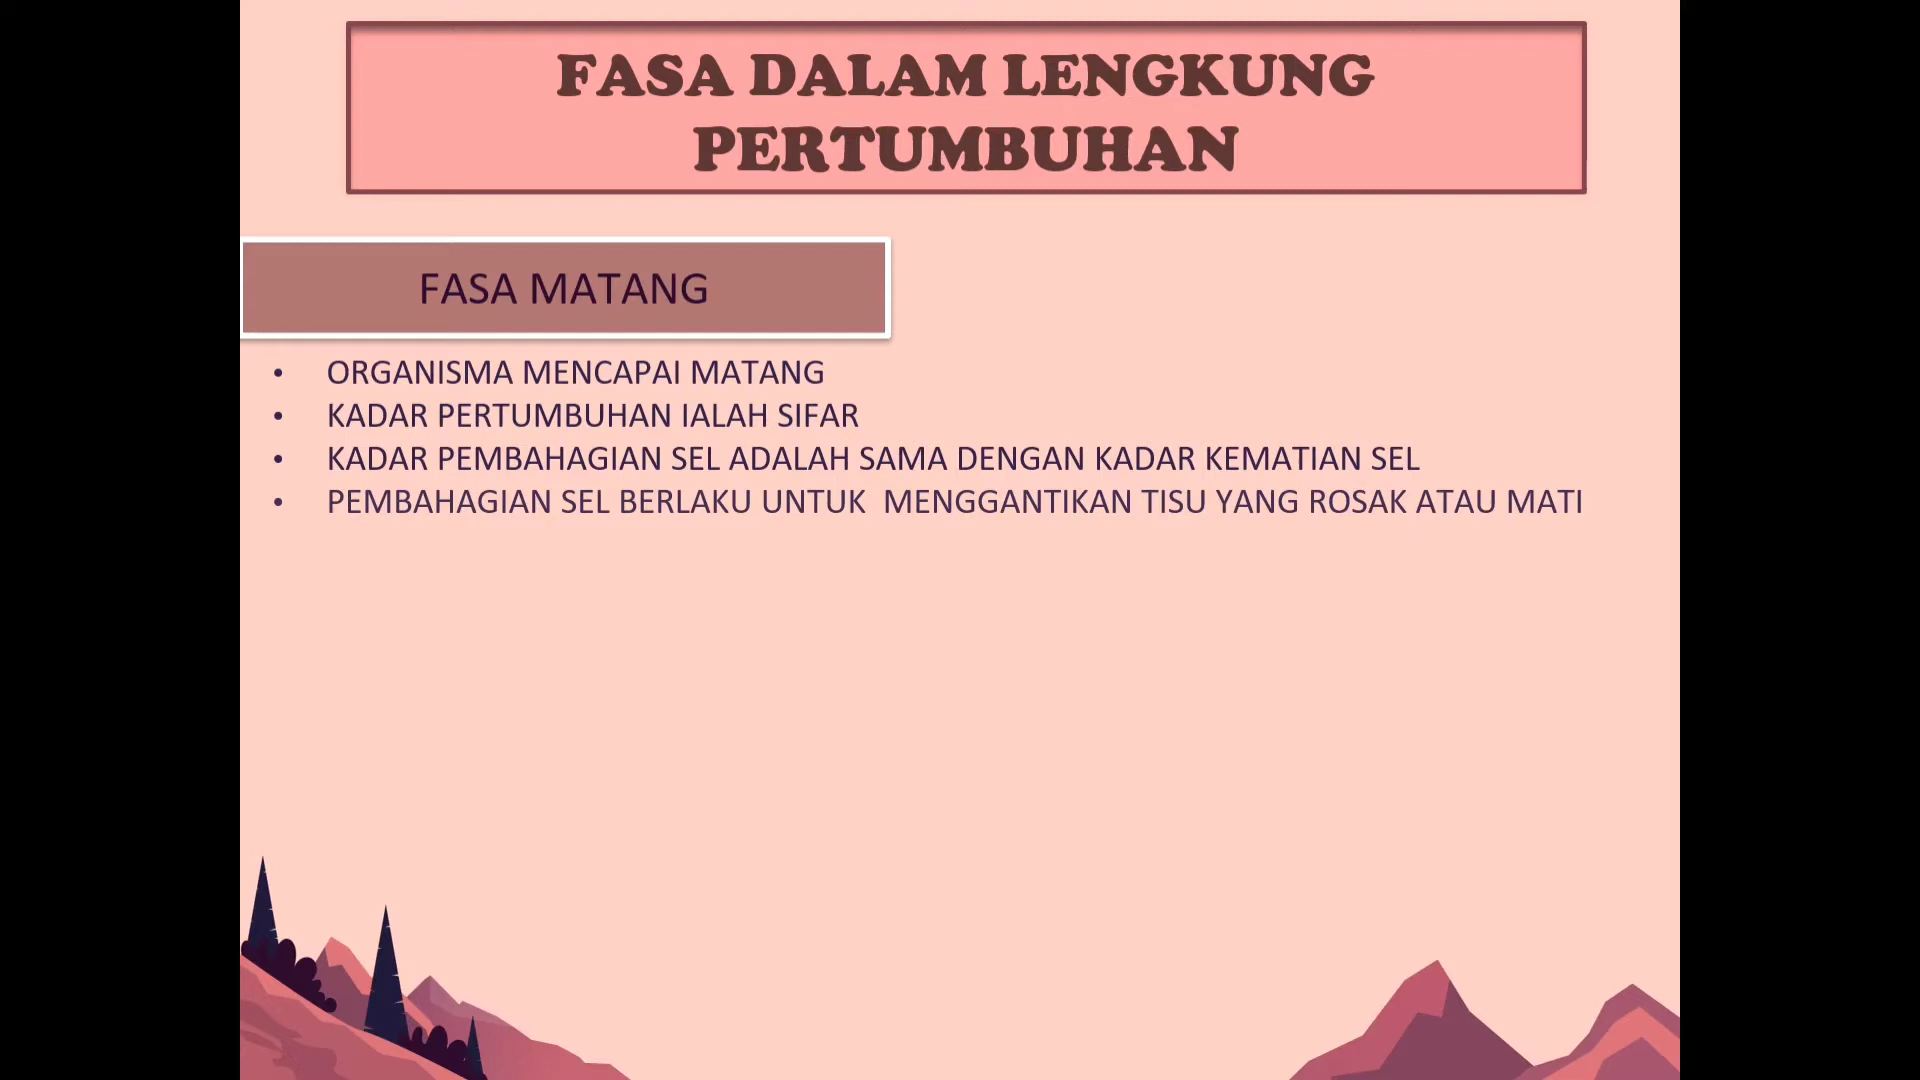 FASA DALAM LENGKUNG
PERTUMBUHAN
FASA MATANG
• ORGANISMA MENCAPAI MATANG
• KADAR PERTUMBUHAN IALAH SIFAR
• KADAR PEMBAHAGIAN SEL ADALAH SAMA DENGAN KADAR KEMATIAN SEL
• PEMBAHAGIAN SEL BERLAKU UNTUK  MENGGANTIKAN TISU YANG ROSAK ATAU MATI